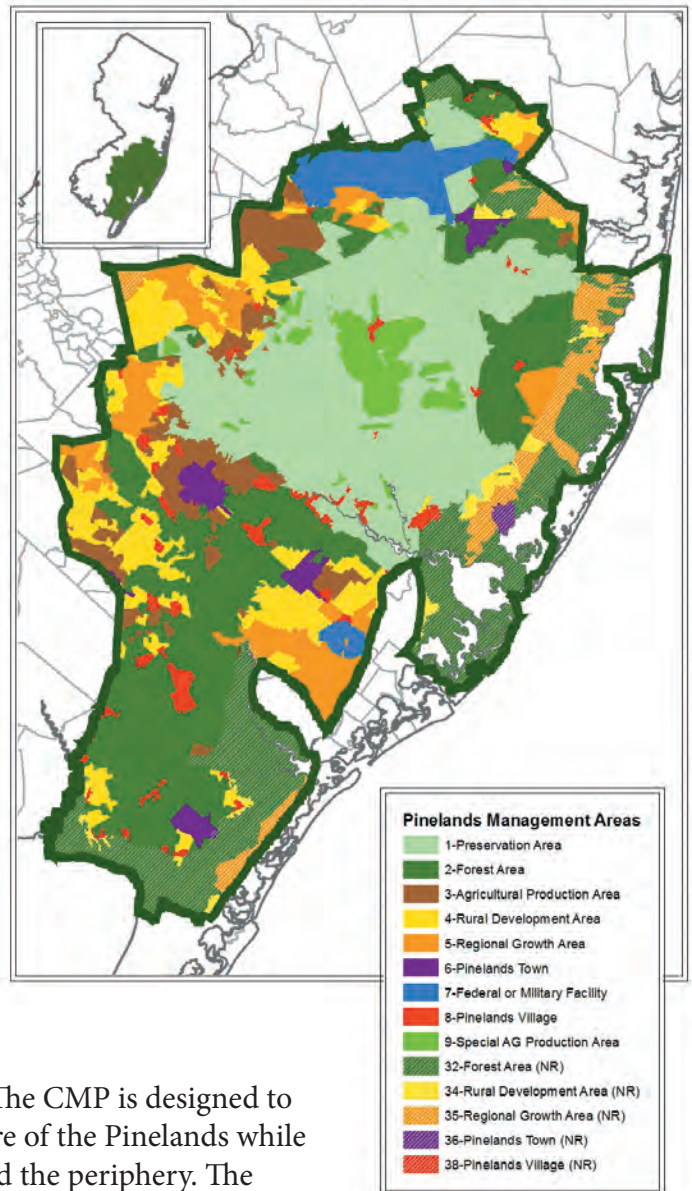 Pinelands Management Areas
1-Preservation Area
2-Forest Area
3-Agricultural Production Area
4-Rural Development Area
5-Regional Growth Area
6-Pinelands Town
7-Federal or Military Facility
8-Pinelands Village
9-Special AG Production Area
32-Forest Area (NR)
34-Rural Development Area (NR)
35-Regional Growth Area (NR)
36-Pinelands Town (NR)
38-Pinelands Village (NR)
The CMP is designed to
re of the Pinelands while
d the periphery. The